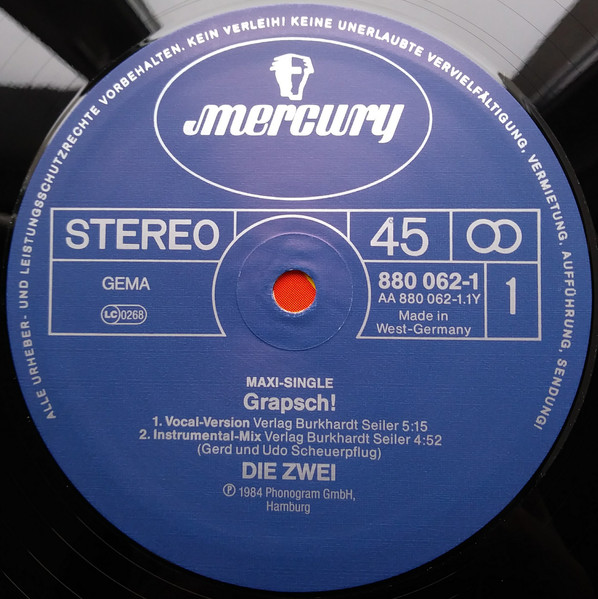 ALLE URHEBER- UND LEISTUNGSSCHUTZRECHTE VORBEHALTEN. KEIN VERLEIH! KEINE UNERLAUBTE VERVIELFÄLTIGUNG, VERMIETUNG, AUFFÜHRUNG, SENDUNG!
mercury
STEREO
45
GEMA
LC 0268
880 062-1
AA 880 062-1.1Y
Made in
West-Germany
1
MAXI-SINGLE
Grapsch!
1. Vocal-Version Verlag Burkhardt Seiler 5:15
2. Instrumental-Mix Verlag Burkhardt Seiler 4:52
(Gerd und Udo Scheuerpflug)
DIE ZWEI
℗ 1984 Phonogram GmbH,
Hamburg